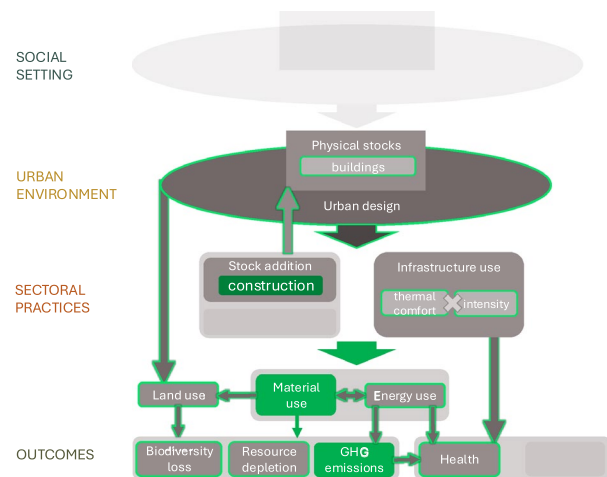 SOCIAL
SETTING
Physical stocks
buildings
URBAN
ENVIRONMENT
Urban design
Stock addition
construction
Infrastructure use
thermal
comfort
intensity
SECTORAL
PRACTICES
Land use
Material
use
Energy use
OUTCOMES
Biodiversity
loss
Resource
depletion
GHG
emissions
Health